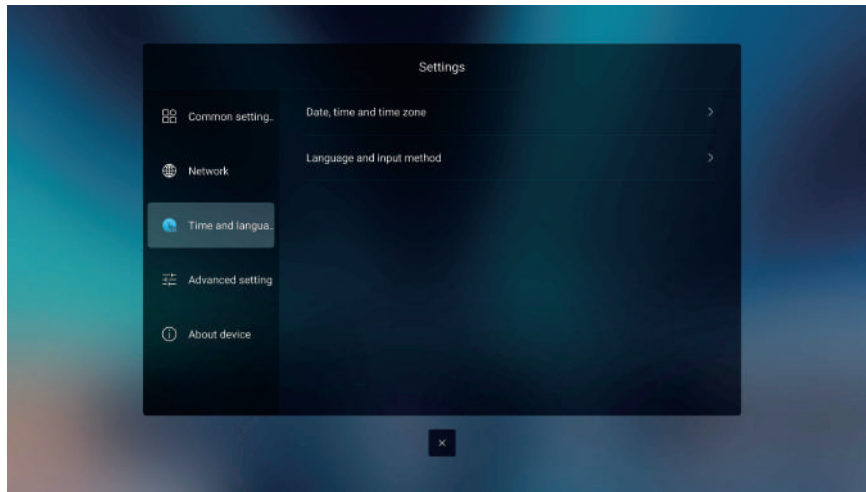 Settings
Common setting..
Date, time and time zone
Network
Language and input method
Time and langua..
Advanced setting
About device